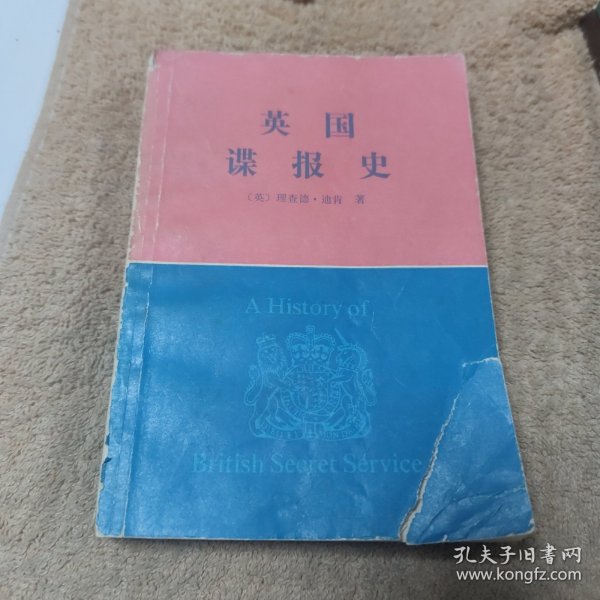 英国
谍报史
〔英〕理查德·迪肯 著
A History of
British Secret Service
孔夫子旧书网
www.kongfz.com